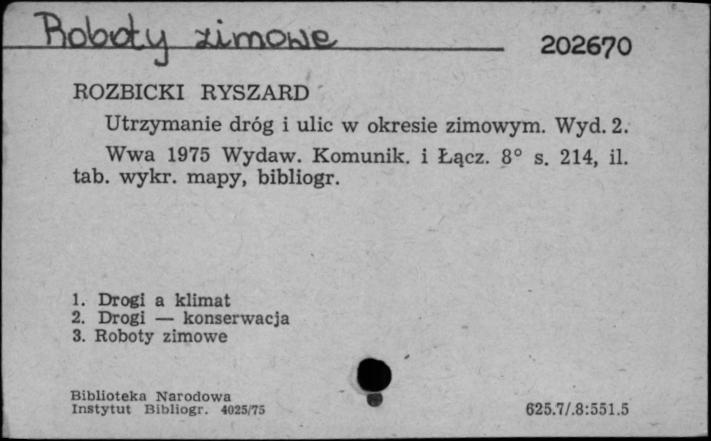 Roboty zimowe
202670
ROZBICKI RYSZARD
Utrzymanie dróg i ulic w okresie zimowym. Wyd. 2.
Wwa 1975 Wydaw. Komunik. i Łącz. 8° s. 214, il.
tab. wykr. mapy, bibliogr.
1. Drogi a klimat
2. Drogi — konserwacja
3. Roboty zimowe
Biblioteka Narodowa
Instytut Bibliogr. 4025/75
625.7/.8:551.5